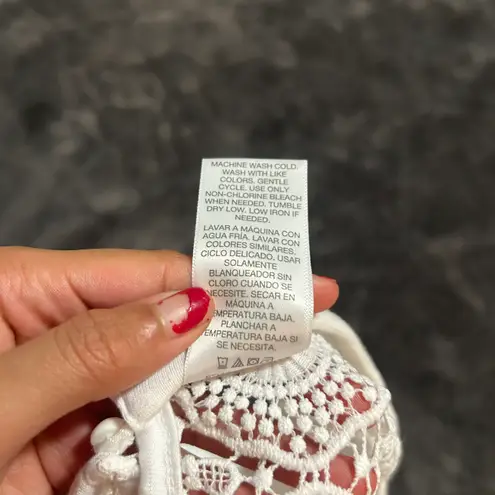 MACHINE WASH COLD.
WASH WITH LIKE
COLORS. GENTLE
CYCLE. USE ONLY
NON-CHLORINE BLEACH
WHEN NEEDED. TUMBLE
DRY LOW. LOW IRON IF
NEEDED.
LAVAR A MÁQUINA CON
AGUA FRÍA. LAVAR CON
COLORES SIMILARES.
CICLO DELICADO. USAR
SOLAMENTE
BLANQUEADOR SIN
CLORO CUANDO SE
NECESITE. SECAR EN
MÁQUINA A
TEMPERATURA BAJA.
PLANCHAR A
TEMPERATURA BAJA SI
SE NECESITA.